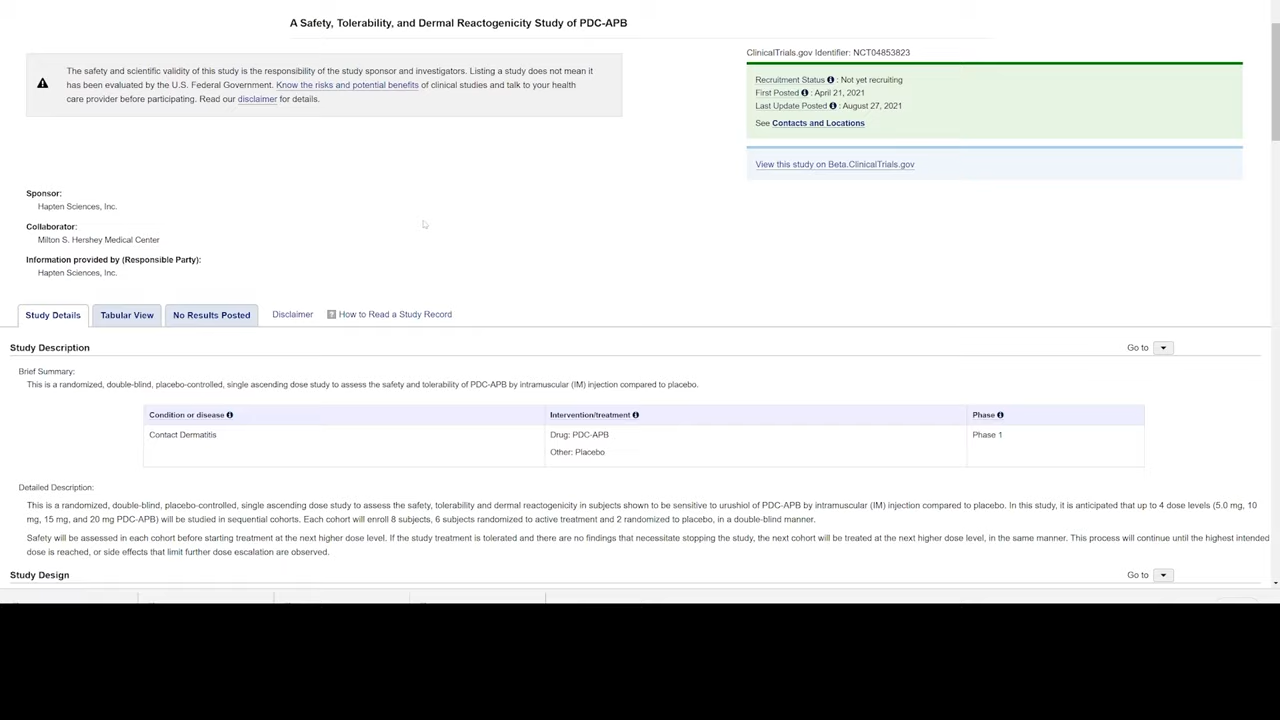 A Safety, Tolerability, and Dermal Reactogenicity Study of PDC-APB
The safety and scientific validity of this study is the responsibility of the study sponsor and investigators. Listing a study does not mean it
has been evaluated by the U.S. Federal Government. Know the risks and potential benefits of clinical studies and talk to your health
care provider before participating. Read our disclaimer for details.
ClinicalTrials.gov Identifier: NCT04853823
Recruitment Status : Not yet recruiting
First Posted : April 21, 2021
Last Update Posted : August 27, 2021
See Contacts and Locations
View this study on Beta.ClinicalTrials.gov
Sponsor:
Hapten Sciences, Inc.
Collaborator:
Milton S. Hershey Medical Center
Information provided by (Responsible Party):
Hapten Sciences, Inc.
Study Details Tabular View No Results Posted Disclaimer ? How to Read a Study Record
Study Description Go to
Brief Summary:
This is a randomized, double-blind, placebo-controlled, single ascending dose study to assess the safety and tolerability of PDC-APB by intramuscular (IM) injection compared to placebo.
Condition or disease Intervention/treatment Phase
Contact Dermatitis Drug: PDC-APB Phase 1
Other: Placebo
Detailed Description:
This is a randomized, double-blind, placebo-controlled, single ascending dose study to assess the safety, tolerability and dermal reactogenicity in subjects shown to be sensitive to urushiol of PDC-APB by intramuscular (IM) injection compared to placebo. In this study, it is anticipated that up to 4 dose levels (5.0 mg, 10
mg, 15 mg, and 20 mg PDC-APB) will be studied in sequential cohorts. Each cohort will enroll 8 subjects, 6 subjects randomized to active treatment and 2 randomized to placebo, in a double-blind manner.
Safety will be assessed in each cohort before starting treatment at the next higher dose level. If the study treatment is tolerated and there are no findings that necessitate stopping the study, the next cohort will be treated at the next higher dose level, in the same manner. This process will continue until the highest intended
dose is reached, or side effects that limit further dose escalation are observed.
Study Design Go to